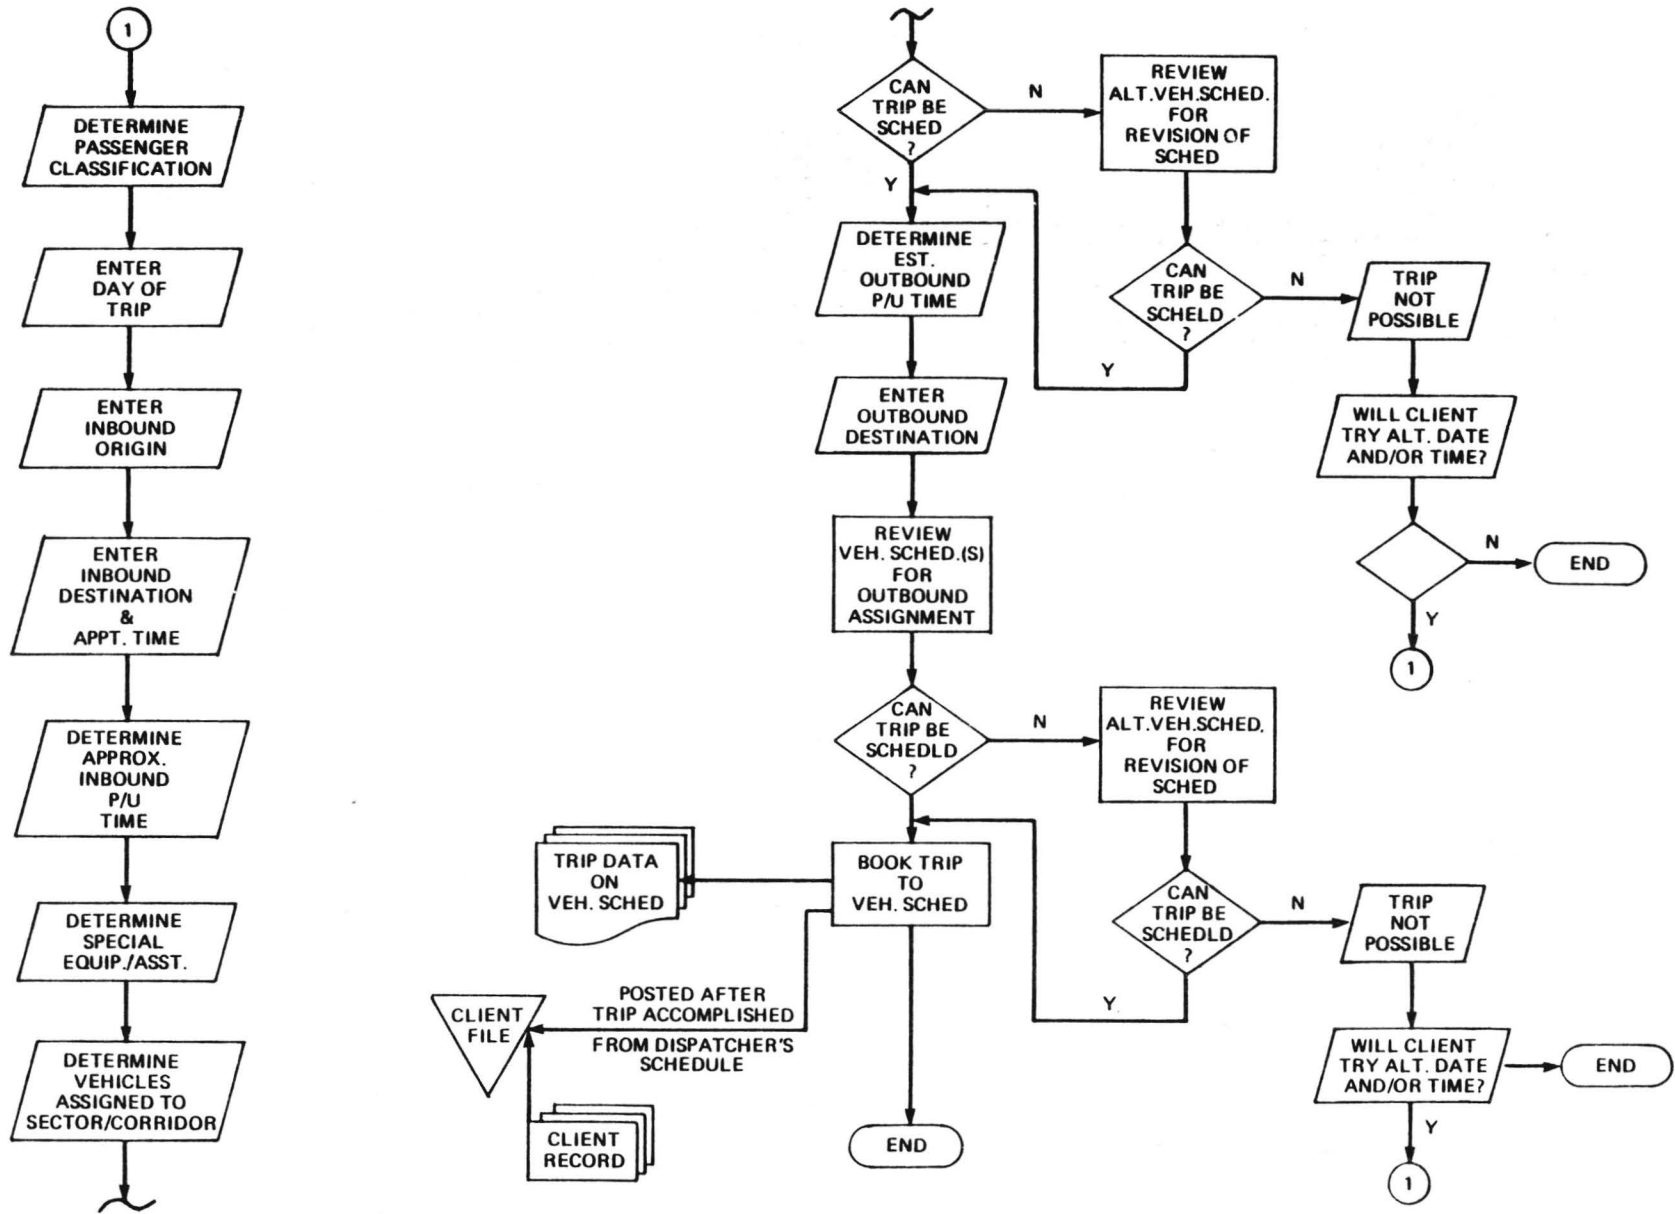 1
DETERMINE
PASSENGER
CLASSIFICATION
ENTER
DAY OF
TRIP
ENTER
INBOUND
ORIGIN
ENTER
INBOUND
DESTINATION
&
APPT. TIME
DETERMINE
APPROX.
INBOUND
P/U
TIME
DETERMINE
SPECIAL
EQUIP./ASST.
DETERMINE
VEHICLES
ASSIGNED TO
SECTOR/CORRIDOR
CAN
TRIP BE
SCHED
?
N
Y
REVIEW
ALT.VEH.SCHED.
FOR
REVISION OF
SCHED
DETERMINE
EST.
OUTBOUND
P/U TIME
CAN
TRIP BE
SCHELD
?
N
Y
TRIP
NOT
POSSIBLE
ENTER
OUTBOUND
DESTINATION
WILL CLIENT
TRY ALT. DATE
AND/OR TIME?
N
END
Y
1
REVIEW
VEH. SCHED.(S)
FOR
OUTBOUND
ASSIGNMENT
CAN
TRIP BE
SCHEDLD
?
N
REVIEW
ALT.VEH.SCHED.
FOR
REVISION OF
SCHED
BOOK TRIP
TO
VEH. SCHED
TRIP DATA
ON
VEH. SCHED
CAN
TRIP BE
SCHEDLD
?
N
Y
TRIP
NOT
POSSIBLE
CLIENT
FILE
POSTED AFTER
TRIP ACCOMPLISHED
FROM DISPATCHER'S
SCHEDULE
CLIENT
RECORD
END
WILL CLIENT
TRY ALT. DATE
AND/OR TIME?
END
Y
1